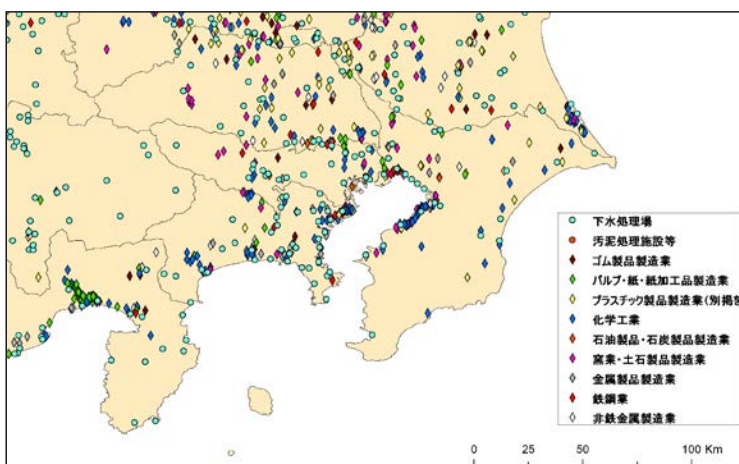 下水処理場
汚泥処理施設等
ゴム製品製造業
パルプ・紙・紙加工品製造業
プラスチック製品製造業(別掲を
化学工業
石油製品・石炭製品製造業
窯業・土石製品製造業
金属製品製造業
鉄鋼業
非鉄金属製造業
0 25 50 100 Km